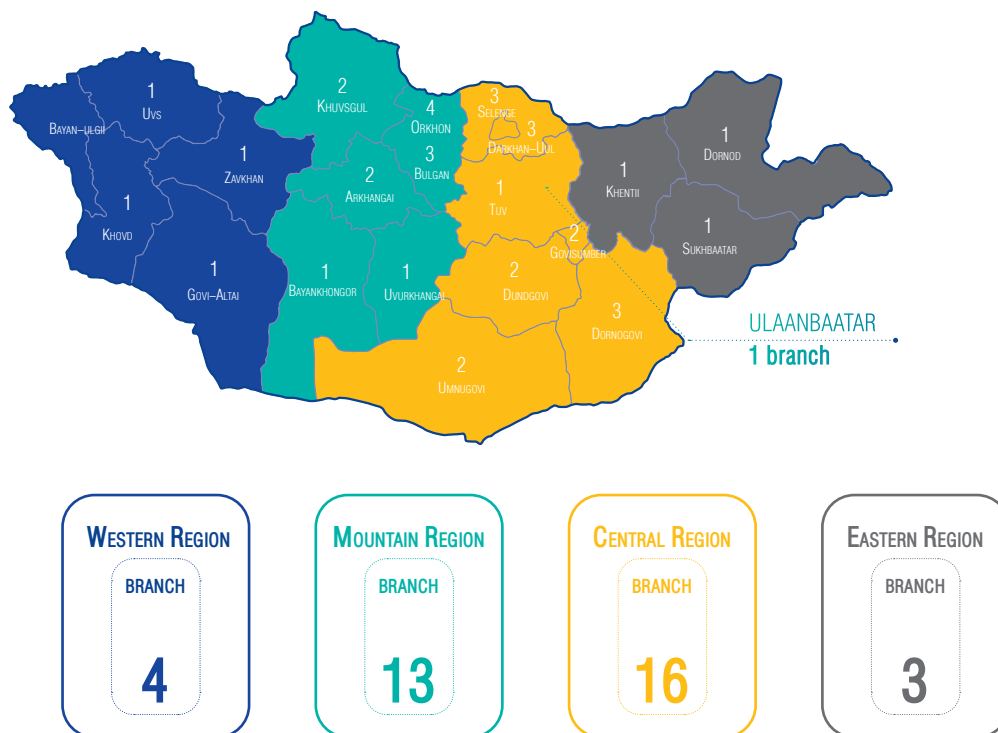 1
Uvs
Bayan–ulgii
1
Zavkhan
1
Khovd
1
Govi–Altai
2
Khuvsgul
4
Orkhon
3
Bulgan
2
Arkhangai
1
Bayankhongor
1
Uvurkhangai
3
Selenge
3
Darkhan–Uul
1
Tuv
2
Govisumber
2
Dundgovi
3
Dornogovi
2
Umnugovi
1
Khentii
1
Dornod
1
Sukhbaatar
ULAANBAATAR
1 branch
Western Region
BRANCH
4
Mountain Region
BRANCH
13
Central Region
BRANCH
16
Eastern Region
BRANCH
3